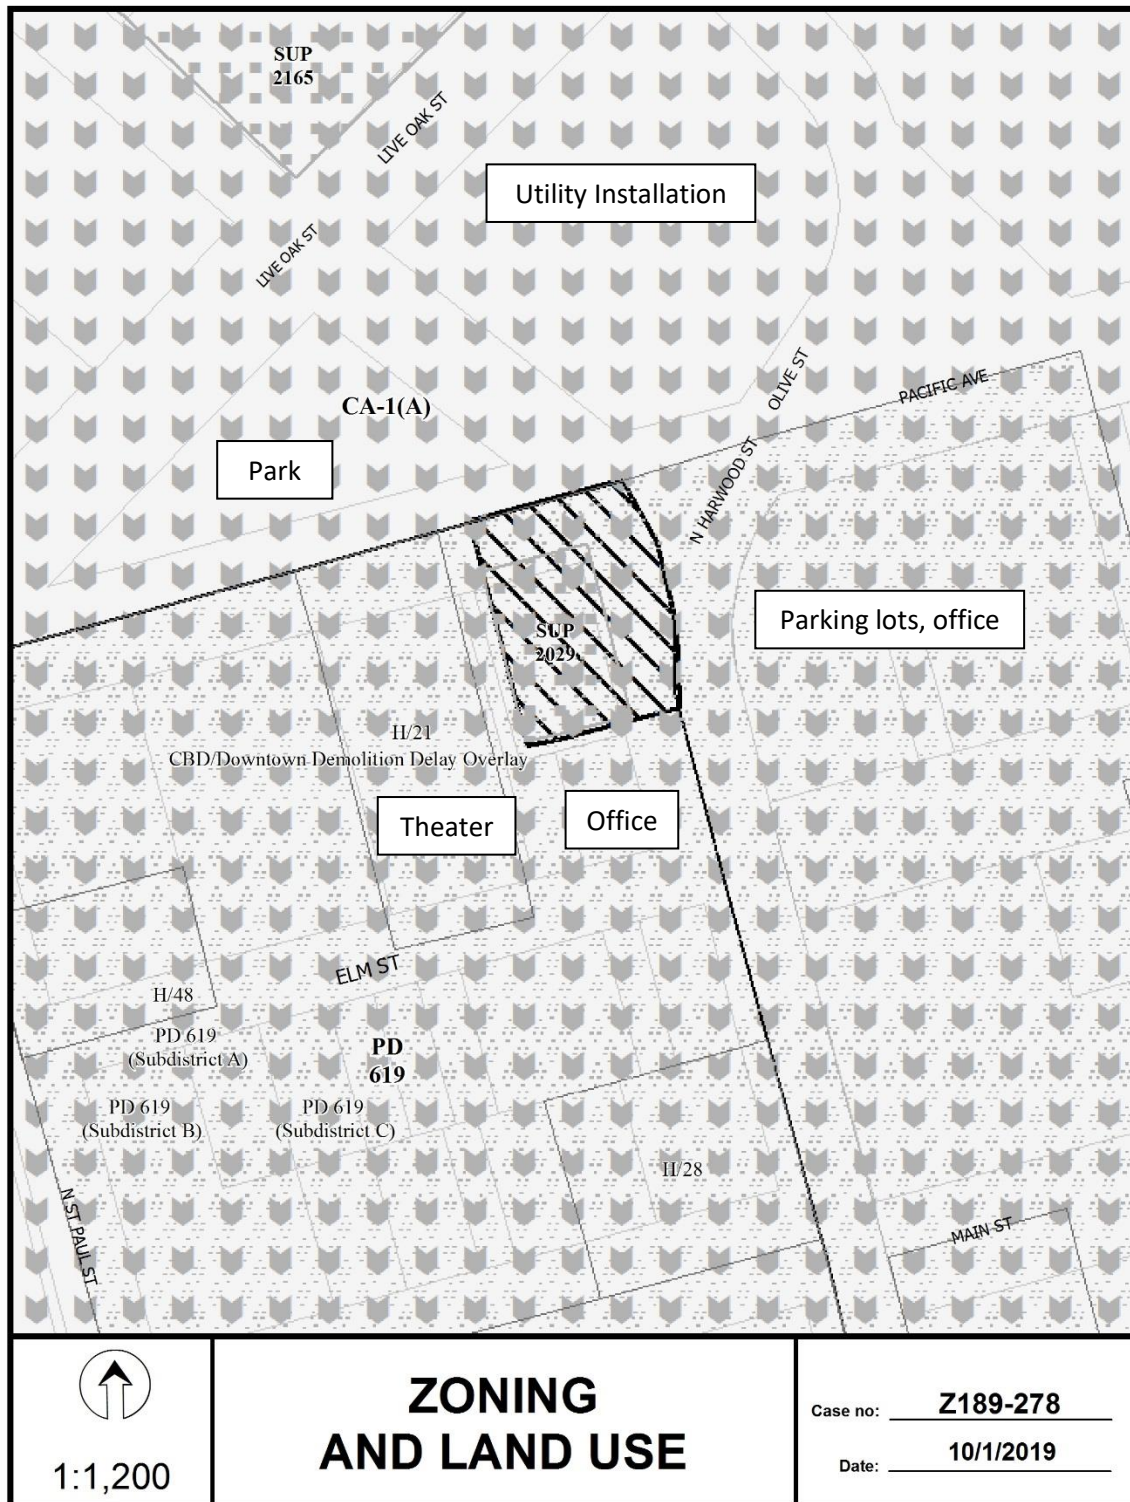 SUP
2165
LIVE OAK ST
Utility Installation
LIVE OAK ST
OLIVE ST
PACIFIC AVE
CA-1(A)
Park
N HARWOOD ST
Parking lots, office
SUP
2029
H/21
CBD/Downtown Demolition Delay Overlay
Theater
Office
ELM ST
H/48
PD 619
(Subdistrict A)
PD
619
PD 619
(Subdistrict B)
PD 619
(Subdistrict C)
H/28
N ST PAUL ST
MAIN ST
1:1,200
ZONING
AND LAND USE
Case no: Z189-278
Date: 10/1/2019